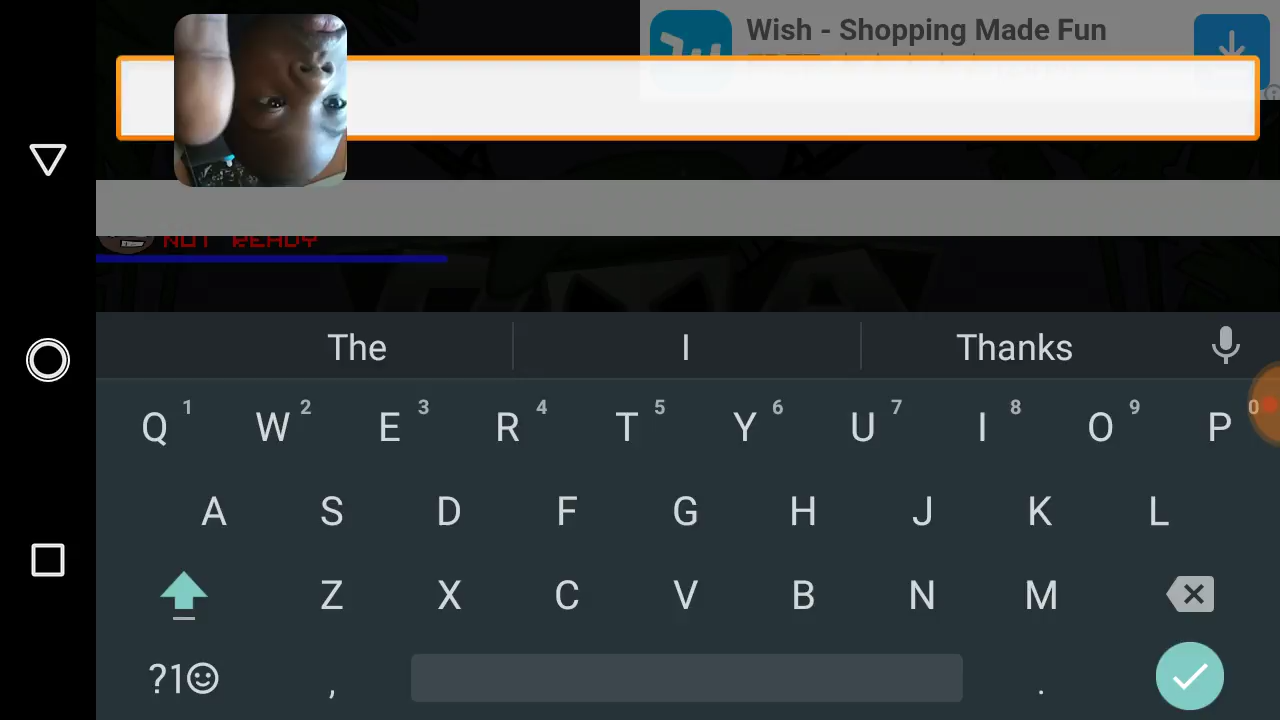 Wish - Shopping Made Fun
NOT READY
The I Thanks
Q 1 W 2 E 3 R 4 T 5 Y 6 U 7 I 8 O 9 P 0
A S D F G H J K L
Z X C V B N M
?1☺ , .